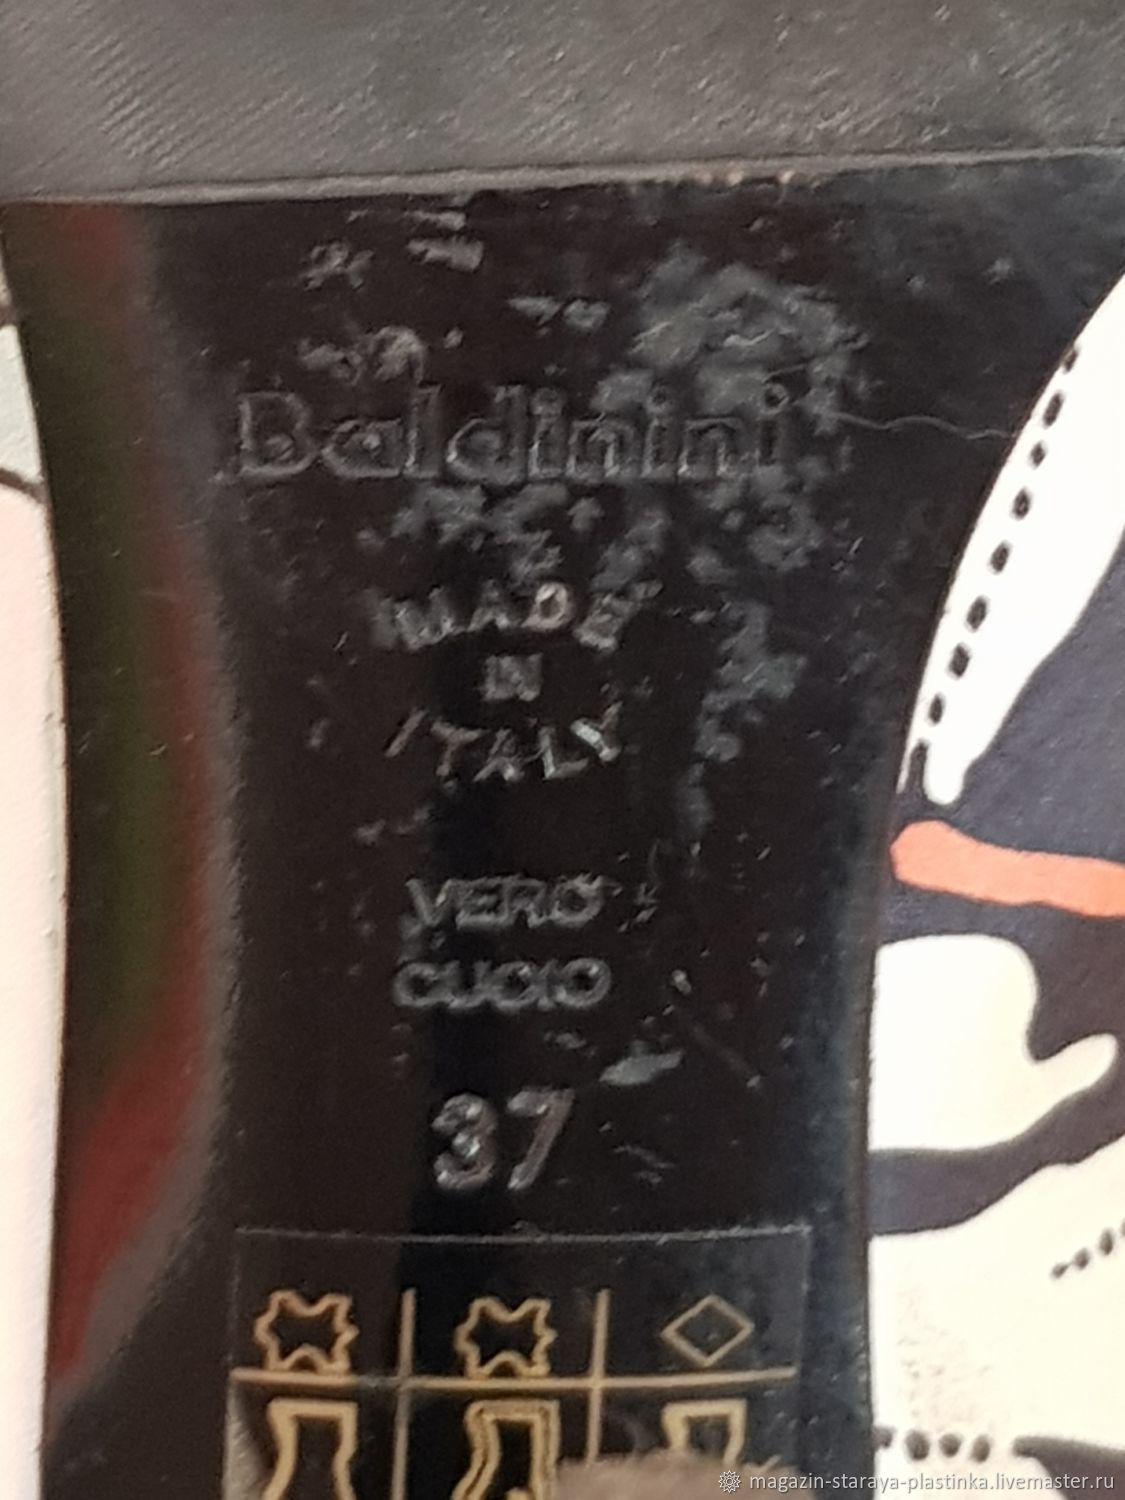 Baldinini
MADE
IN
ITALY
VERO
CUOIO
37
magazin-staraya-plastinka.livemaster.ru